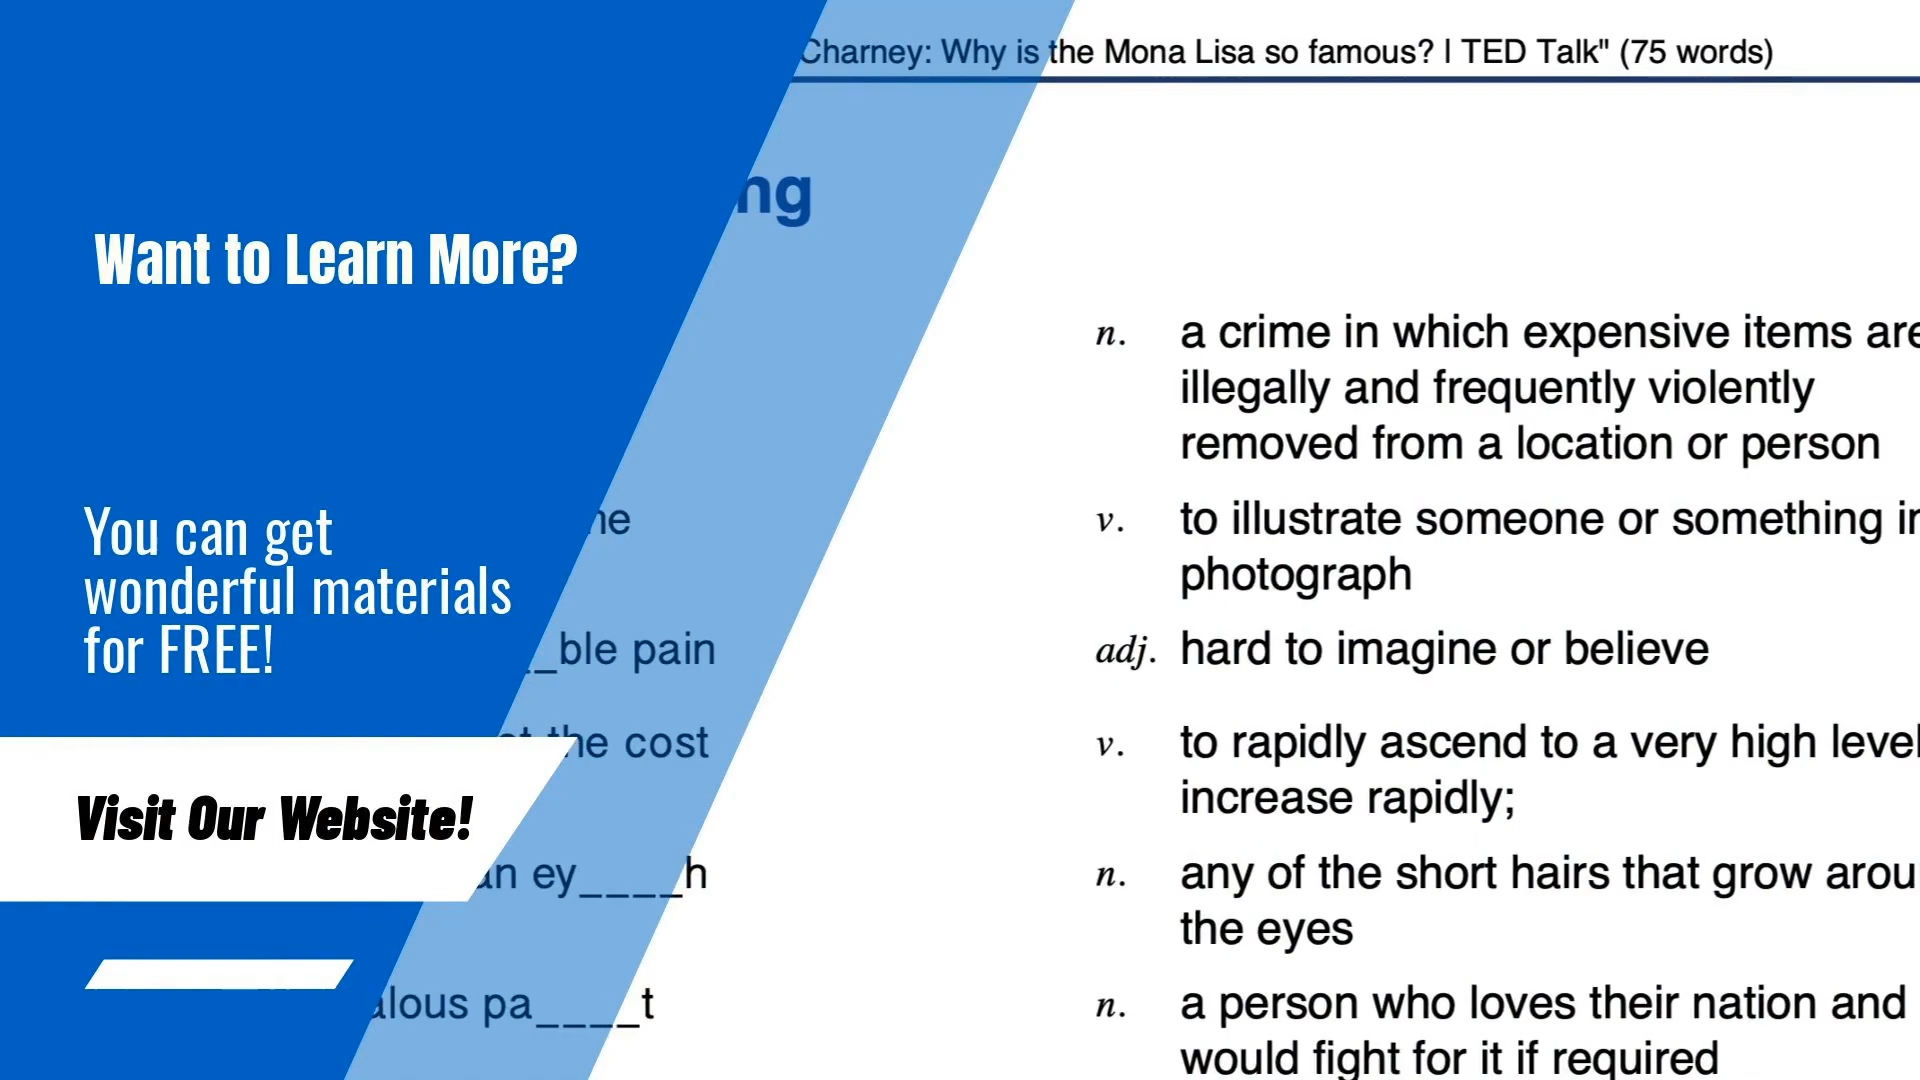 Charney: Why is the Mona Lisa so famous? | TED Talk" (75 words)
ng
Want to Learn More?
You can get
wonderful materials
for FREE!
Visit Our Website!
n. a crime in which expensive items are
illegally and frequently violently
removed from a location or person
ne v. to illustrate someone or something in
photograph
_ble pain adj. hard to imagine or believe
the cost v. to rapidly ascend to a very high level
increase rapidly;
an ey____h n. any of the short hairs that grow arou
the eyes
alous pa____t n. a person who loves their nation and
would fight for it if required